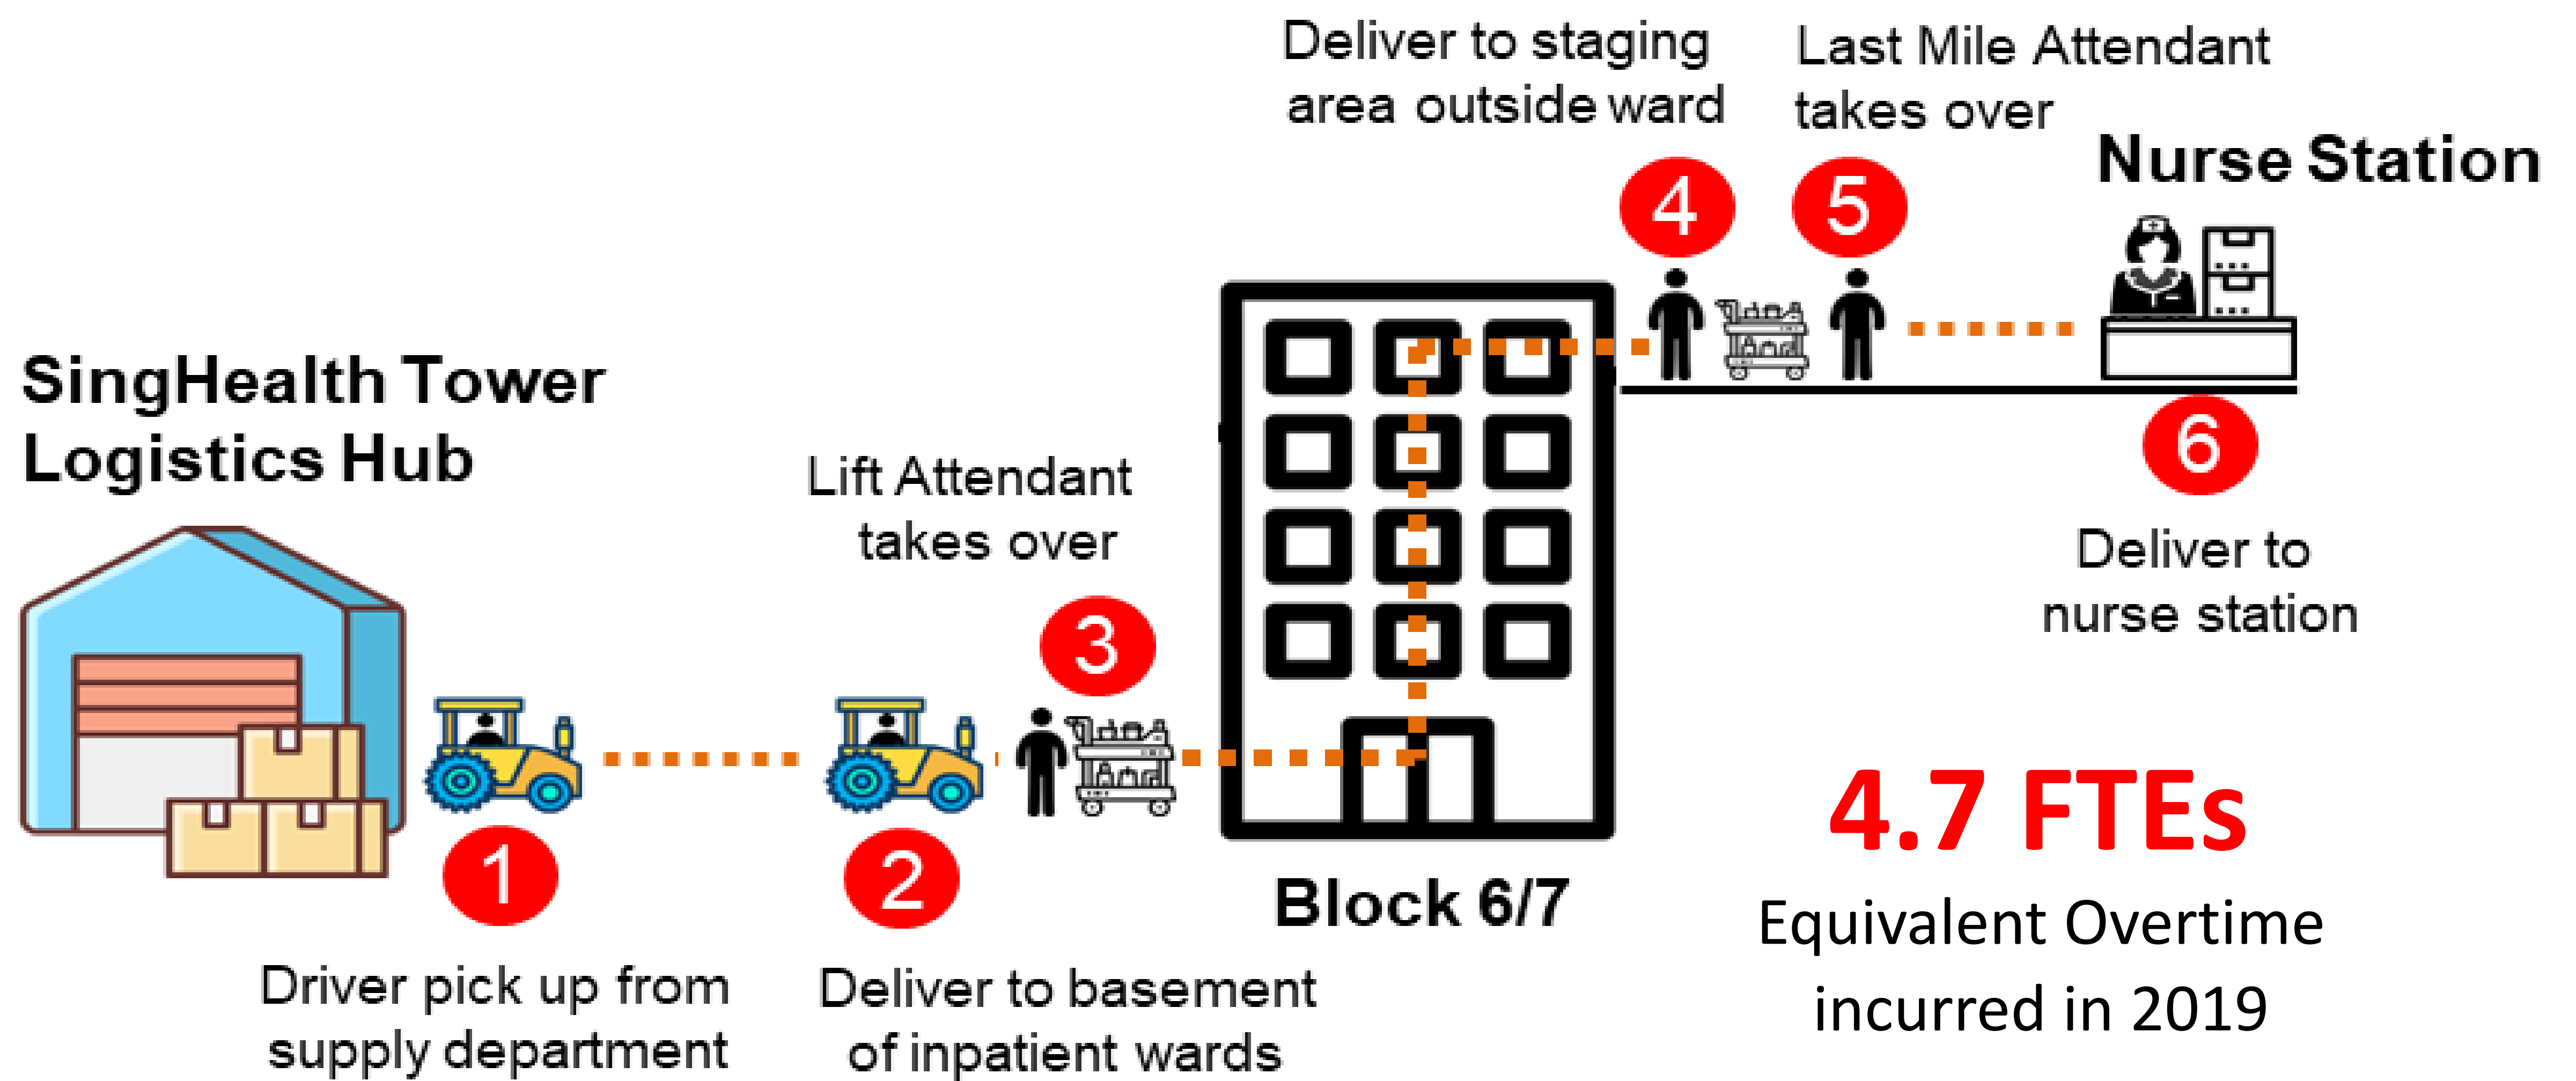 SingHealth Tower
Logistics Hub
1
Driver pick up from
supply department
2
Deliver to basement
of inpatient wards
Lift Attendant
takes over
3
Block 6/7
Deliver to staging
area outside ward
4
Last Mile Attendant
takes over
5
Nurse Station
6
Deliver to
nurse station
4.7 FTEs
Equivalent Overtime
incurred in 2019